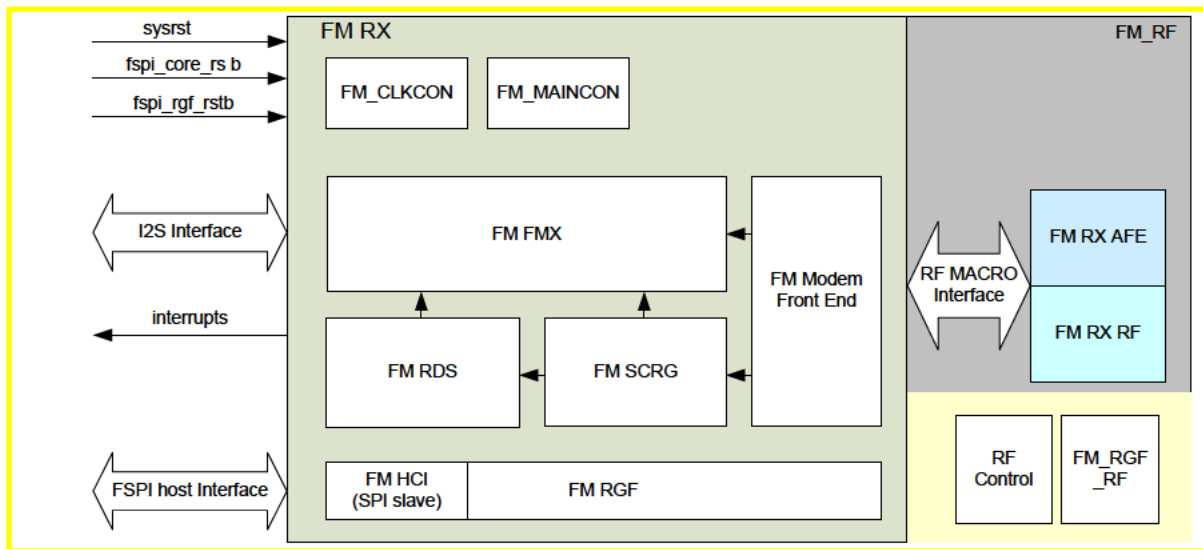 sysrst
fspi_core_rs b
fspi_rgf_rstb
FM RX
FM_RF
FM_CLKCON
FM_MAINCON
I2S Interface
FM FMX
FM Modem
Front End
RF MACRO
Interface
FM RX AFE
FM RX RF
interrupts
FM RDS
FM SCRG
FSPI host Interface
FM HCI
(SPI slave)
FM RGF
RF
Control
FM_RGF
_RF